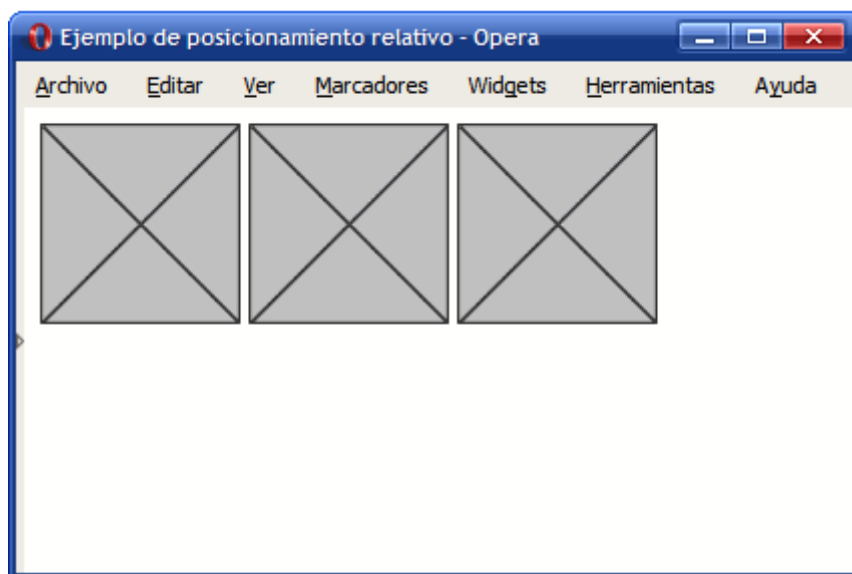 Ejemplo de posicionamiento relativo - Opera
Archivo Editar Ver Marcadores Widgets Herramientas Ayuda